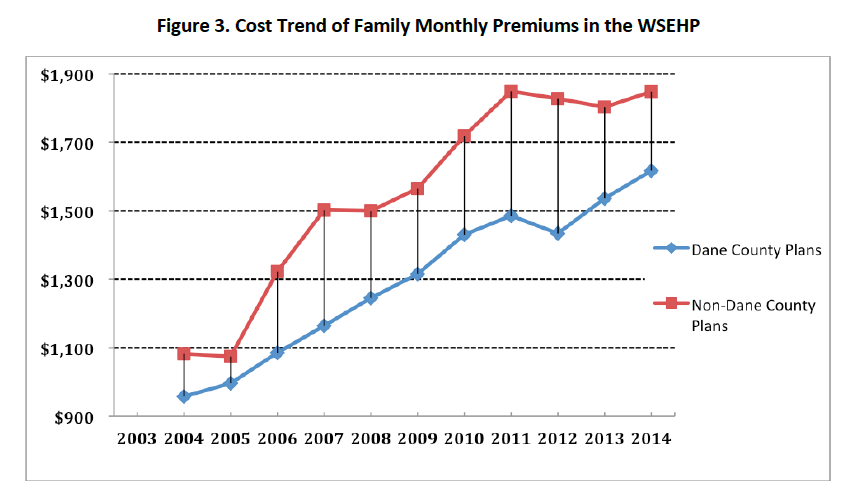 Figure 3. Cost Trend of Family Monthly Premiums in the WSEHP
$1,900
$1,700
$1,500
$1,300
$1,100
$900
2003 2004 2005 2006 2007 2008 2009 2010 2011 2012 2013 2014
Dane County Plans
Non-Dane County
Plans